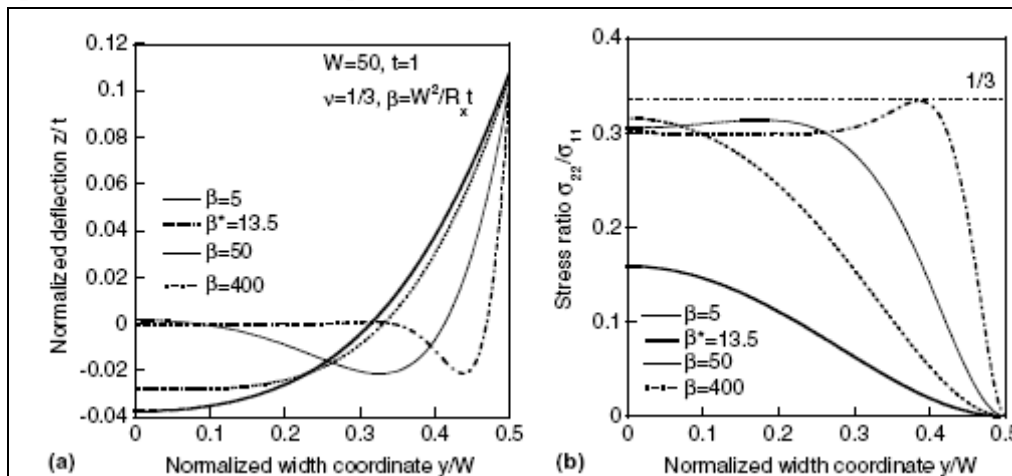 0.12
0.1
0.08
0.06
0.04
0.02
0
-0.02
-0.04
Normalized deflection z/t
W=50, t=1
ν=1/3, β=W²/Rₓt
β=5
β*=13.5
β=50
β=400
0 0.1 0.2 0.3 0.4 0.5
(a) Normalized width coordinate y/W
0.4
0.3
0.2
0.1
0
Stress ratio σ₂₂/σ₁₁
1/3
β=5
β*=13.5
β=50
β=400
0 0.1 0.2 0.3 0.4 0.5
(b) Normalized width coordinate y/W